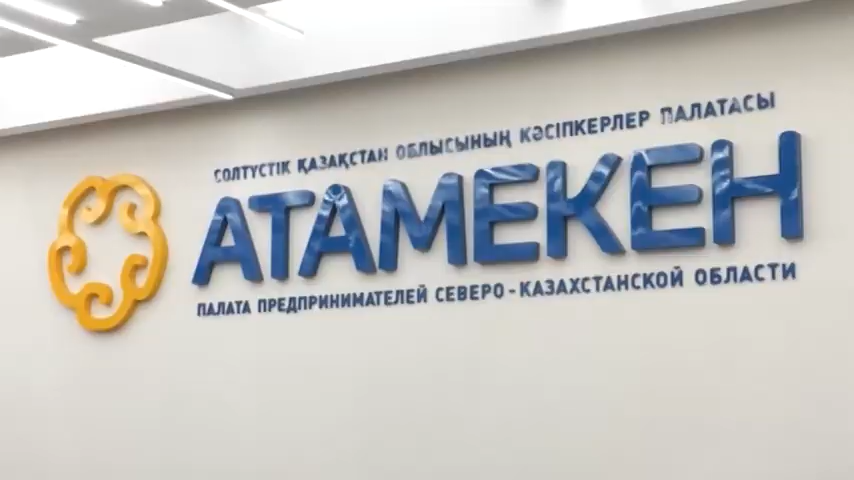 СОЛТҮСТІК ҚАЗАҚСТАН ОБЛЫСЫНЫҢ КӘСІПКЕРЛЕР ПАЛАТАСЫ
АТАМЕКЕН
ПАЛАТА ПРЕДПРИНИМАТЕЛЕЙ СЕВЕРО-КАЗАХСТАНСКОЙ ОБЛАСТИ